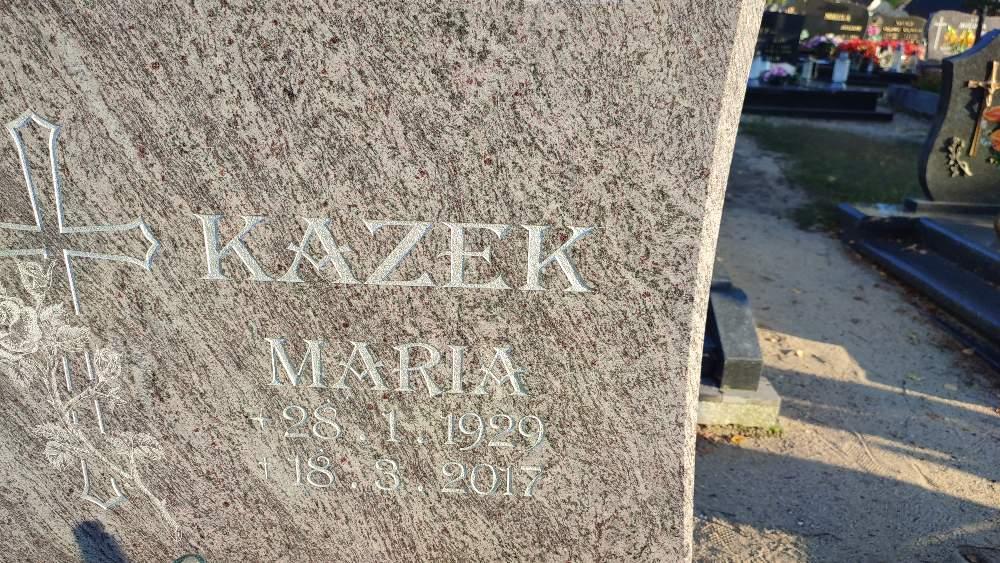 KAZEK
MARIA
+ 28 . 1 . 1929
+ 18 . 3 . 2017